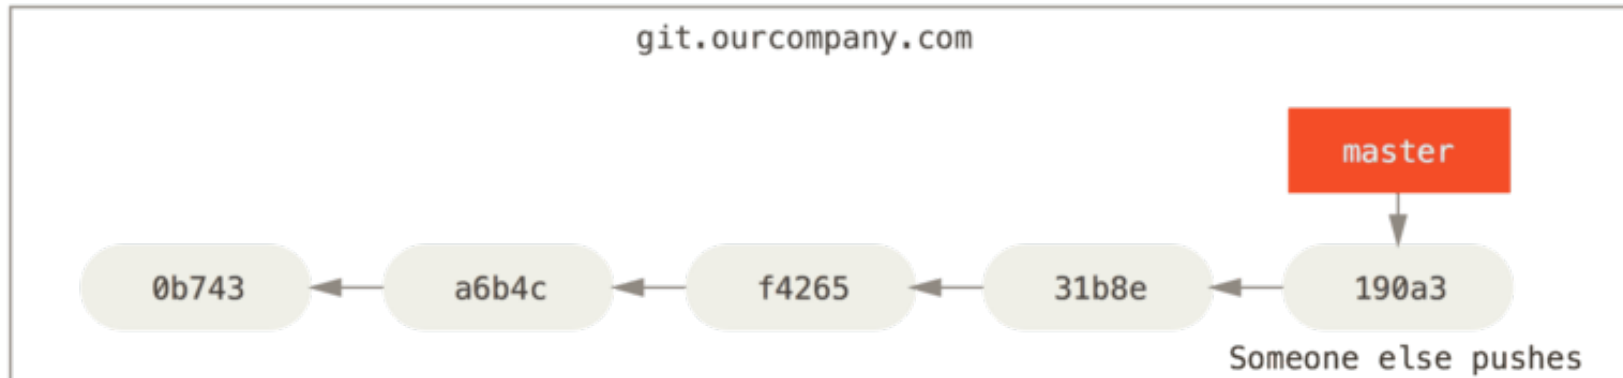 git.ourcompany.com
master
0b743 a6b4c f4265 31b8e 190a3
Someone else pushes